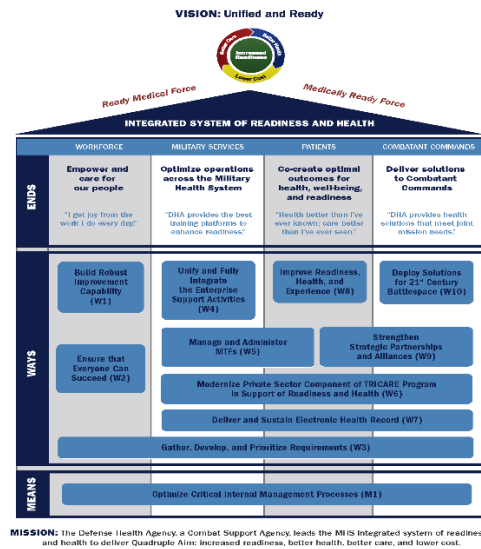 VISION: Unified and Ready
Better Care
Better Health
Increased
Readiness
Lower Cost
Ready Medical Force
Medically Ready Force
INTEGRATED SYSTEM OF READINESS AND HEALTH
WORKFORCE
MILITARY SERVICES
PATIENTS
COMBATANT COMMANDS
ENDS
Empower and
care for
our people
"I get joy from the
work I do every day."
Optimize operations
across the Military
Health System
"DHA provides the best
training platforms to
enhance readiness."
Co-create optimal
outcomes for
health, well-being,
and readiness
"Health better than I've
ever known; care better
than I've ever seen."
Deliver solutions
to Combatant
Commands
"DHA provides health
solutions that meet joint
mission needs."
WAYS
Build Robust
Improvement
Capability
(W1)
Unify and Fully
Integrate
the Enterprise
Support Activities
(W4)
Improve Readiness,
Health, and
Experience (W8)
Deploy Solutions
for 21st Century
Battlespace (W10)
Ensure that
Everyone Can
Succeed (W2)
Manage and Administer
MTFs (W5)
Strengthen
Strategic Partnerships
and Alliances (W9)
Modernize Private Sector Component of TRICARE Program
in Support of Readiness and Health (W6)
Deliver and Sustain Electronic Health Record (W7)
Gather, Develop, and Prioritize Requirements (W3)
MEANS
Optimize Critical Internal Management Processes (M1)
MISSION: The Defense Health Agency, a Combat Support Agency, leads the MHS integrated system of readines
and health to deliver Quadruple Aim: increased readiness, better health, better care, and lower cost.